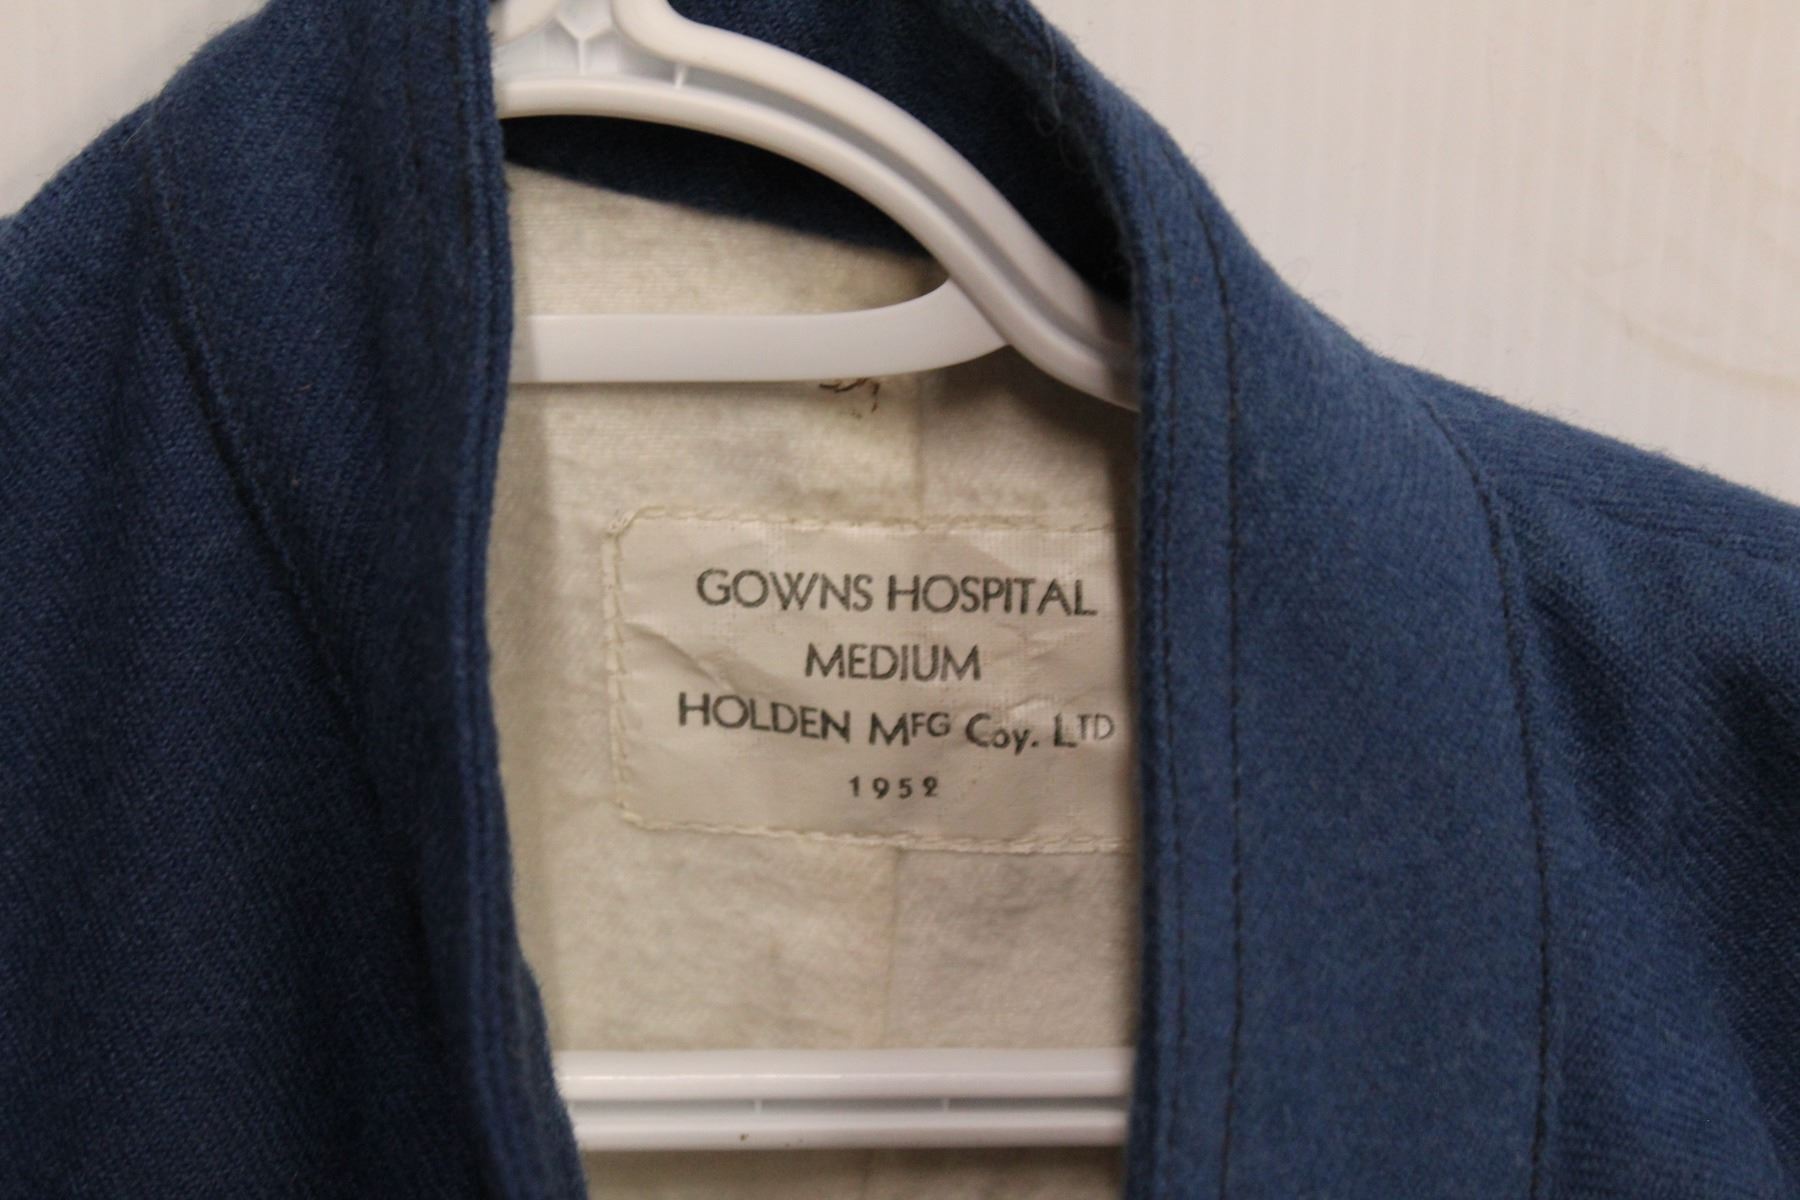 GOWNS HOSPITAL
MEDIUM
HOLDEN MFG Coy. LTD
1952